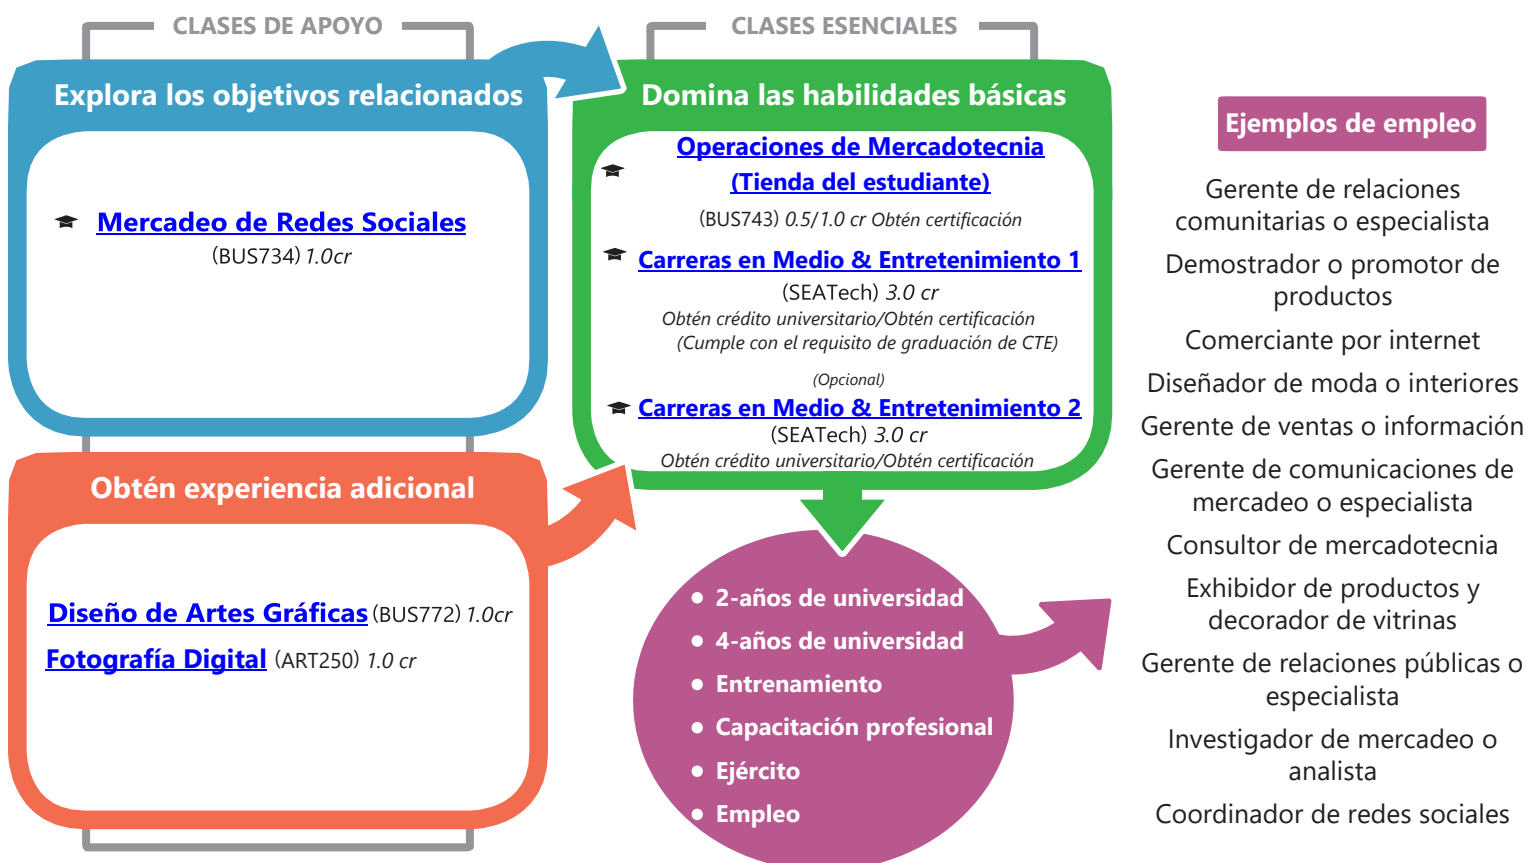 CLASES DE APOYO
Explora los objetivos relacionados
Mercadeo de Redes Sociales
(BUS734) 1.0cr
Obtén experiencia adicional
Diseño de Artes Gráficas (BUS772) 1.0cr
Fotografía Digital (ART250) 1.0 cr
CLASES ESENCIALES
Domina las habilidades básicas
Operaciones de Mercadotecnia
(Tienda del estudiante)
(BUS743) 0.5/1.0 cr Obtén certificación
Carreras en Medio & Entretenimiento 1
(SEATech) 3.0 cr
Obtén crédito universitario/Obtén certificación
(Cumple con el requisito de graduación de CTE)
(Opcional)
Carreras en Medio & Entretenimiento 2
(SEATech) 3.0 cr
Obtén crédito universitario/Obtén certificación
• 2-años de universidad
• 4-años de universidad
• Entrenamiento
• Capacitación profesional
• Ejército
• Empleo
Ejemplos de empleo
Gerente de relaciones
comunitarias o especialista
Demostrador o promotor de
productos
Comerciante por internet
Diseñador de moda o interiores
Gerente de ventas o información
Gerente de comunicaciones de
mercadeo o especialista
Consultor de mercadotecnia
Exhibidor de productos y
decorador de vitrinas
Gerente de relaciones públicas o
especialista
Investigador de mercadeo o
analista
Coordinador de redes sociales